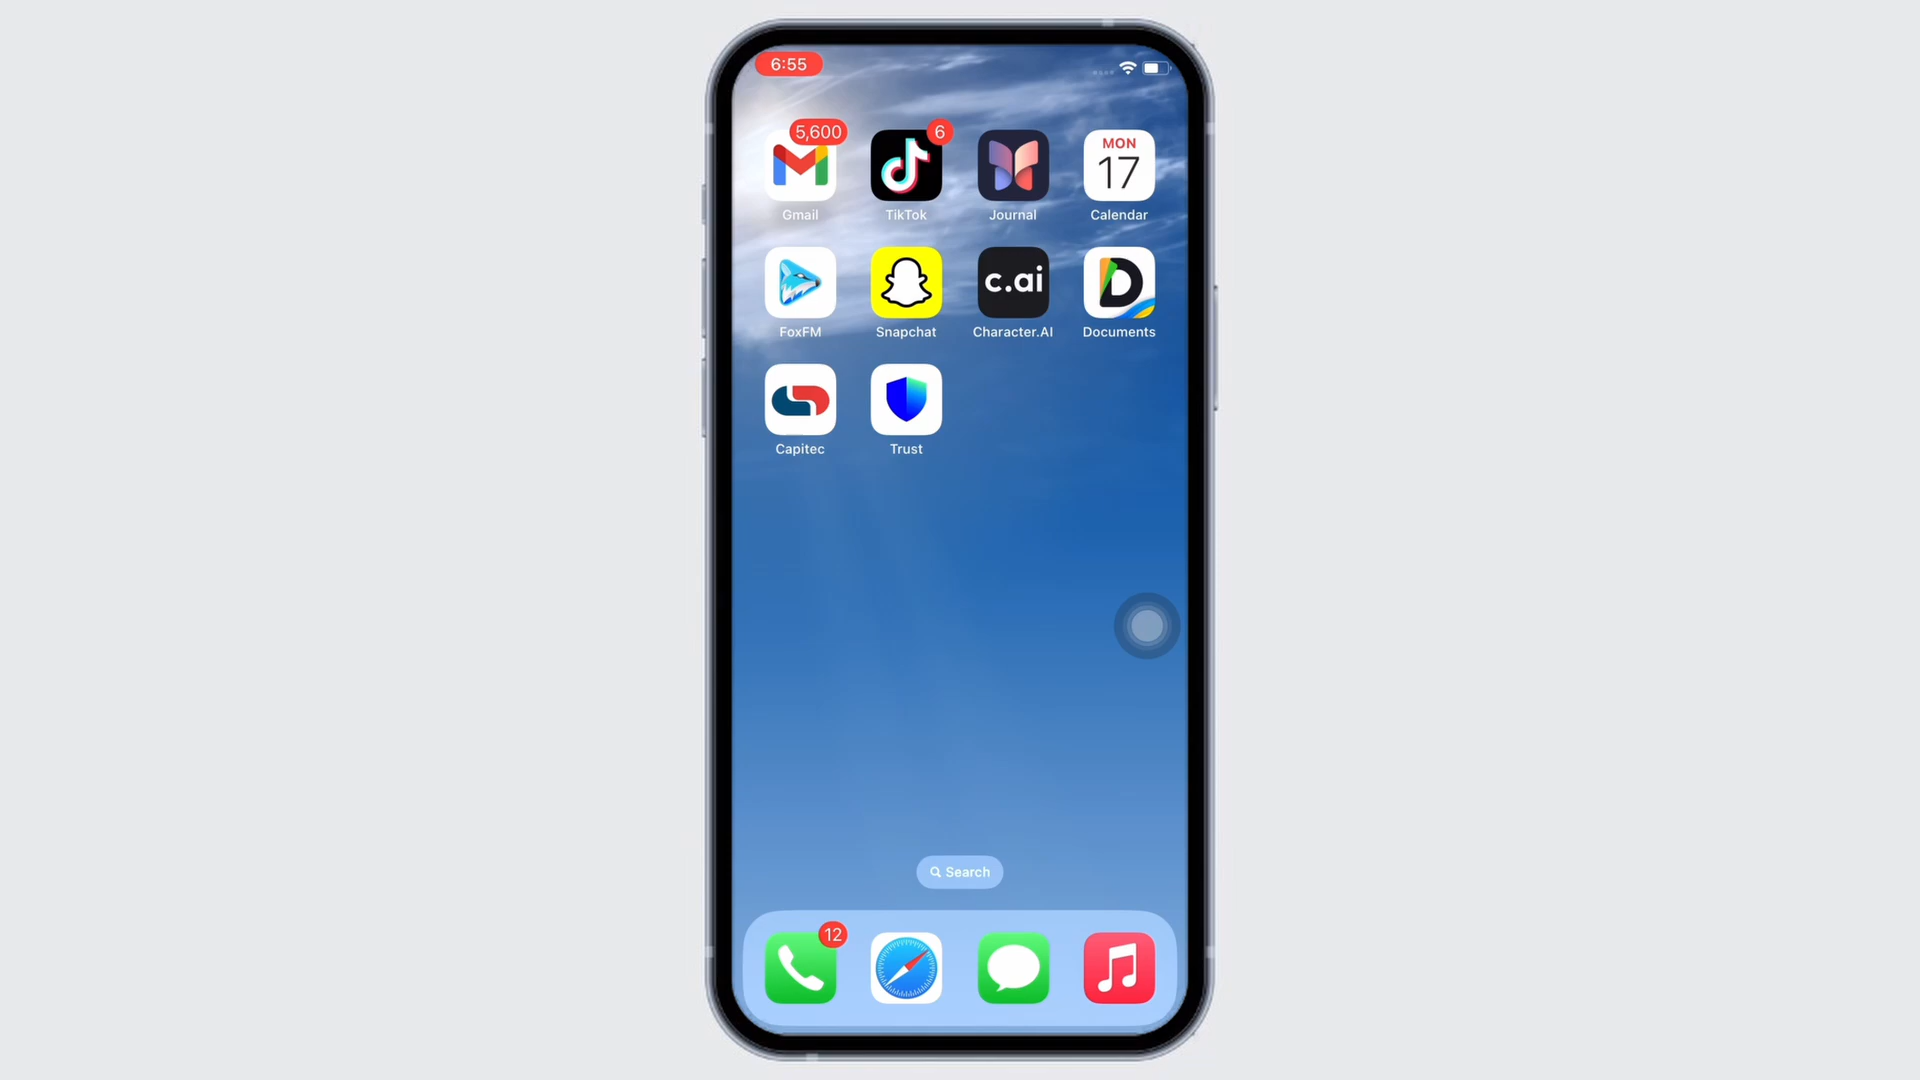 6:55
5,600
6
MON
17
Gmail
TikTok
Journal
Calendar
c.ai
D
FoxFM
Snapchat
Character.AI
Documents
Capitec
Trust
Search
12